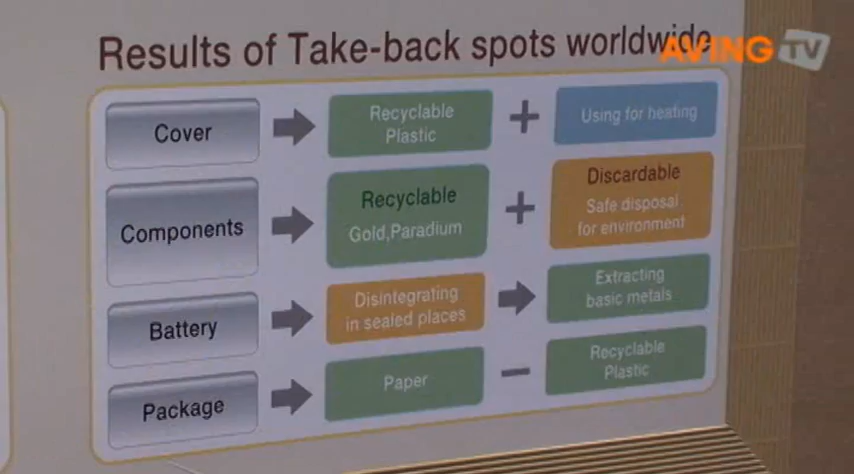 Results of Take-back spots worldwide
AVING TV
Cover
Recyclable
Plastic
+
Using for heating
Components
Recyclable
Gold,Paradium
+
Discardable
Safe disposal
for environment
Battery
Disintegrating
in sealed places
Extracting
basic metals
Package
Paper
–
Recyclable
Plastic